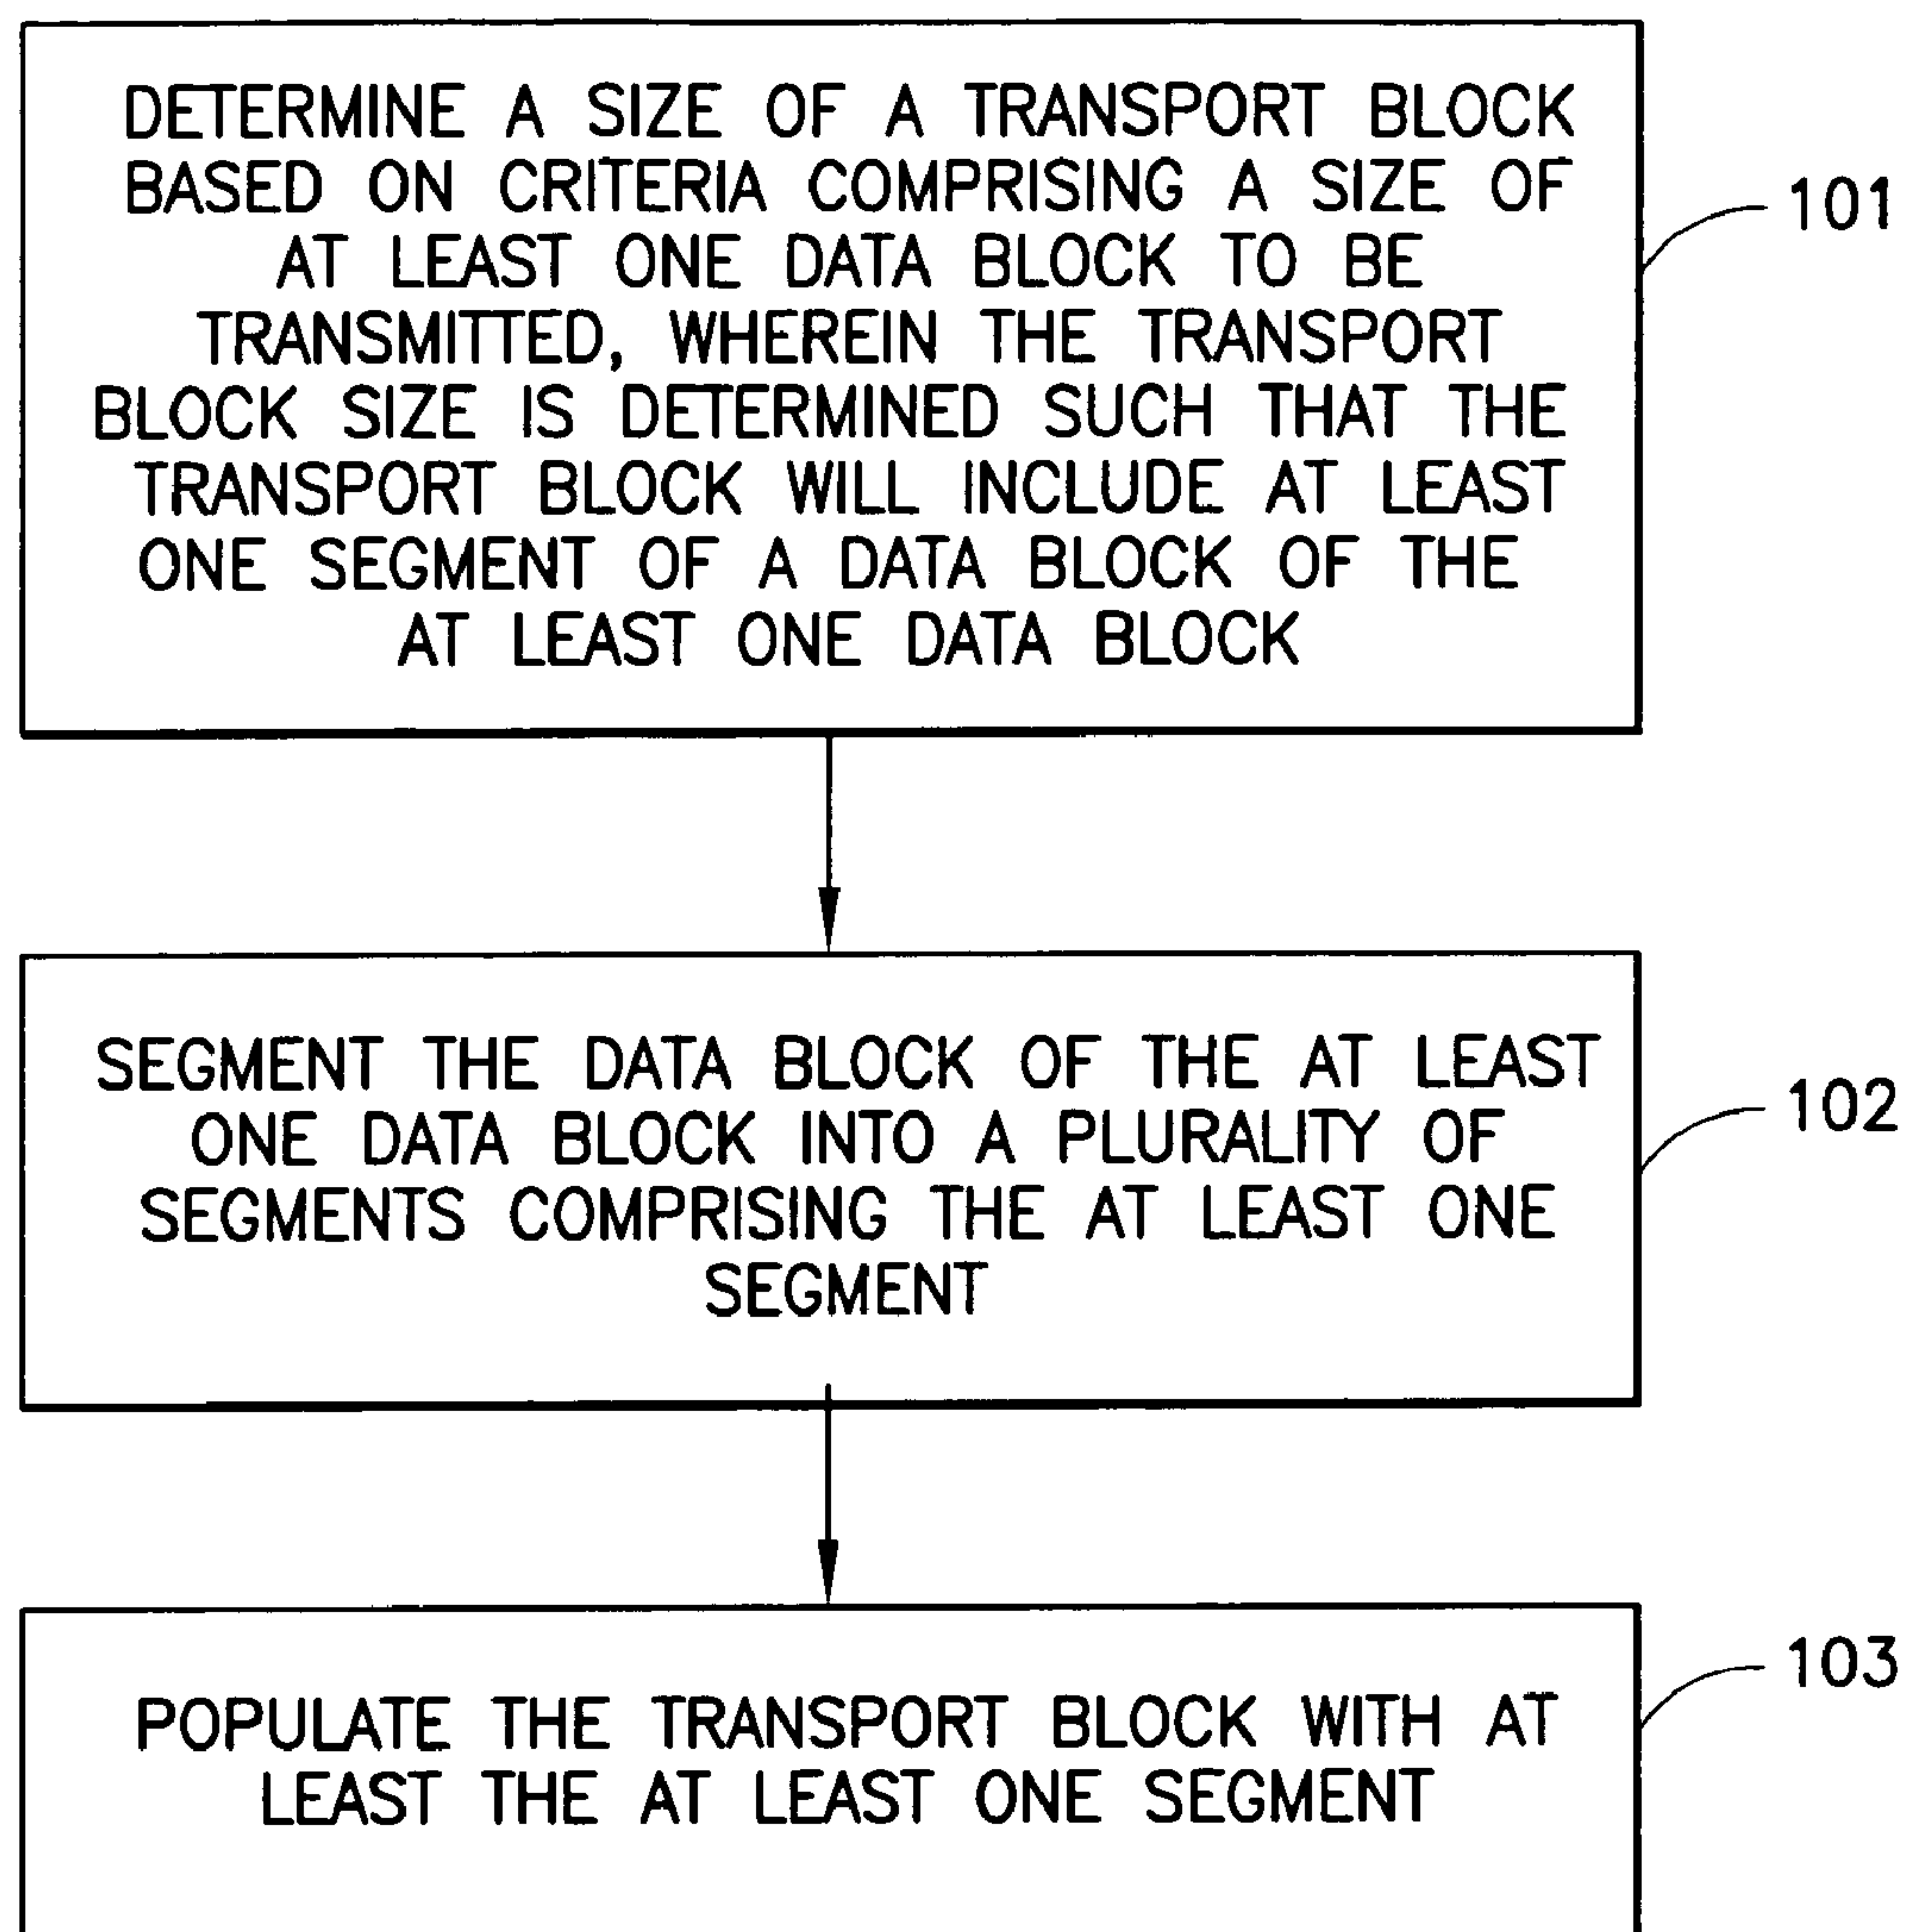 DETERMINE A SIZE OF A TRANSPORT BLOCK
BASED ON CRITERIA COMPRISING A SIZE OF
AT LEAST ONE DATA BLOCK TO BE
TRANSMITTED, WHEREIN THE TRANSPORT
BLOCK SIZE IS DETERMINED SUCH THAT THE
TRANSPORT BLOCK WILL INCLUDE AT LEAST
ONE SEGMENT OF A DATA BLOCK OF THE
AT LEAST ONE DATA BLOCK
101
SEGMENT THE DATA BLOCK OF THE AT LEAST
ONE DATA BLOCK INTO A PLURALITY OF
SEGMENTS COMPRISING THE AT LEAST ONE
SEGMENT
102
POPULATE THE TRANSPORT BLOCK WITH AT
LEAST THE AT LEAST ONE SEGMENT
103